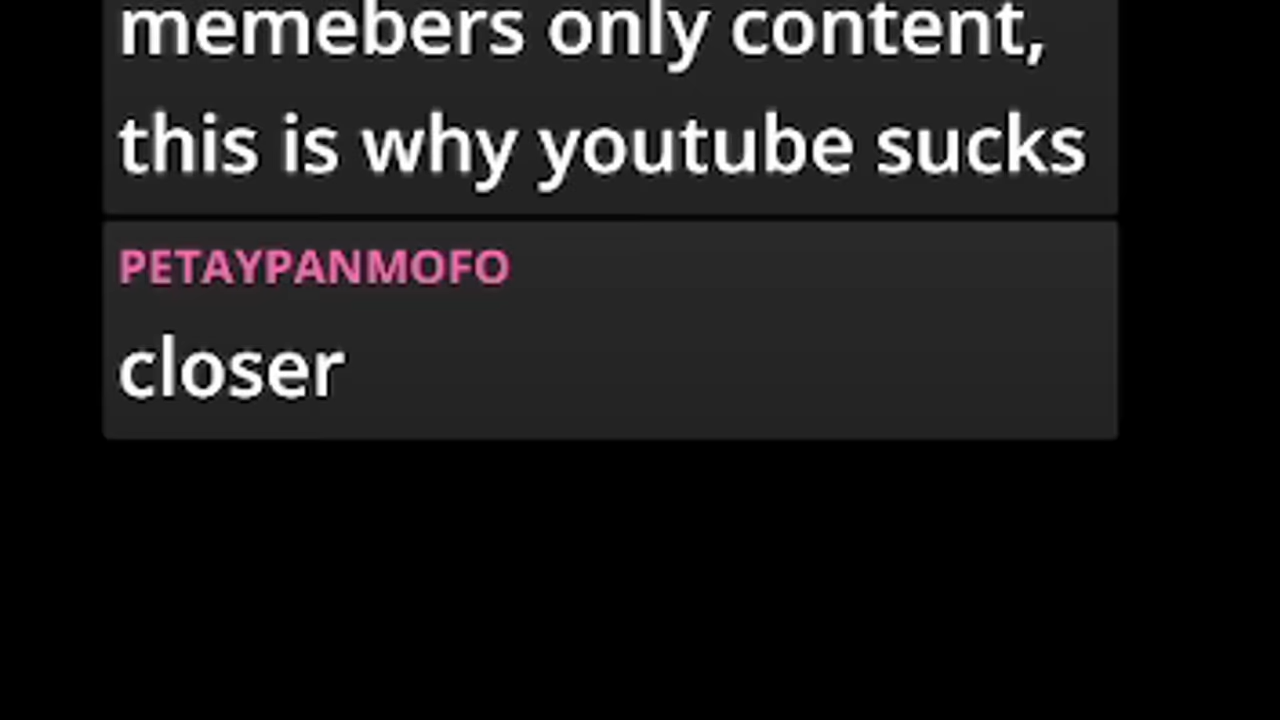 memebers only content,
this is why youtube sucks
PETAYPANMOFO
closer